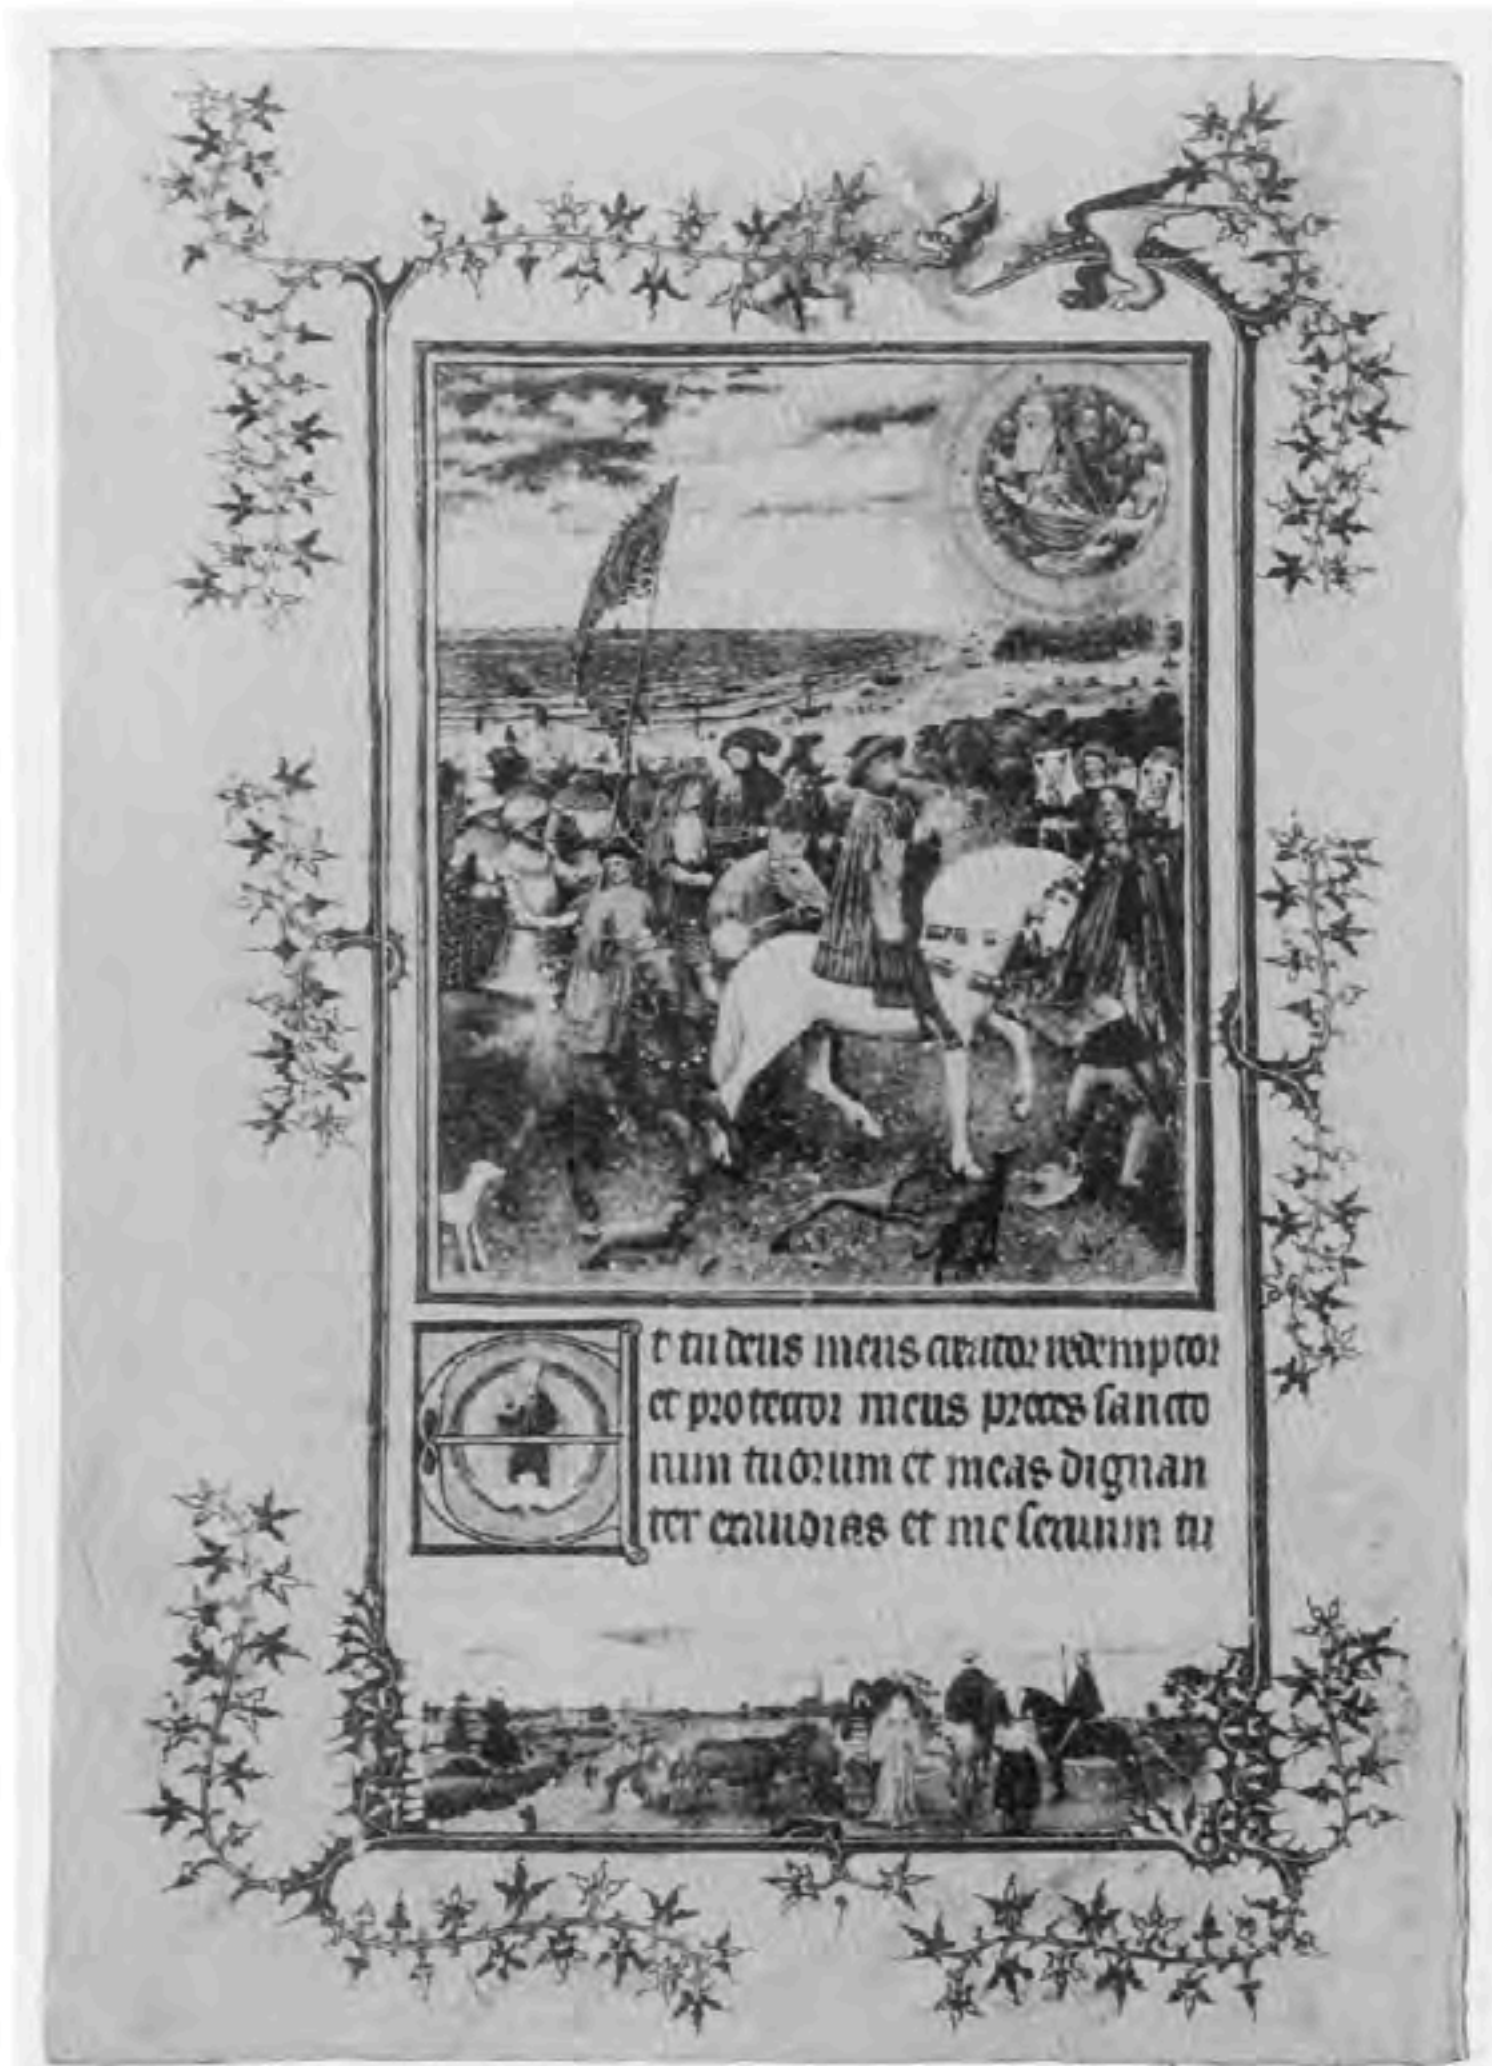 Et tu deus meus creator redemptor
et protector meus preces sancto
rum tuorum et meas dignan
ter exaudias et me seruum tu